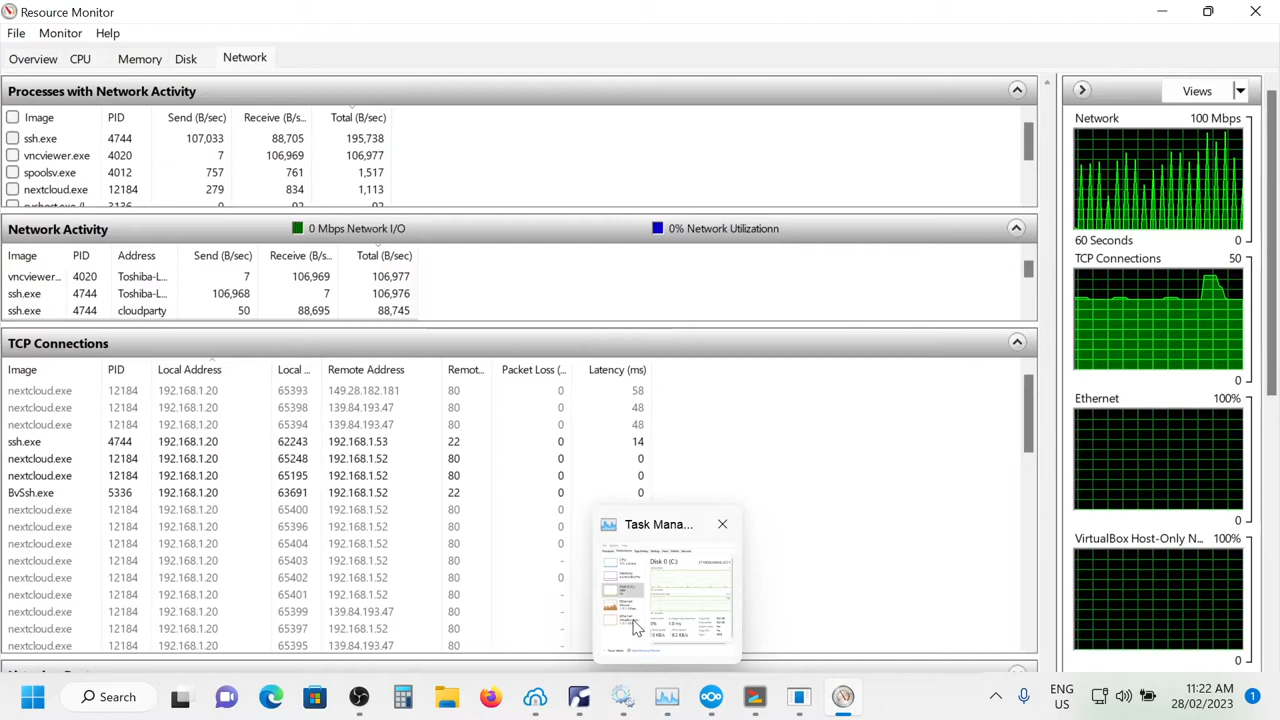 Resource Monitor
File Monitor Help
Overview CPU Memory Disk Network
Processes with Network Activity
Image PID Send (B/sec) Receive (B/s... Total (B/sec)
ssh.exe 4744 107,033 88,705 195,738
vncviewer.exe 4020 7 106,969 106,977
spoolsv.exe 4012 757 761 1,517
nextcloud.exe 12184 279 834 1,113
Network Activity 0 Mbps Network I/O 0% Network Utilizationn
Image PID Address Send (B/sec) Receive (B/s... Total (B/sec)
vncviewer... 4020 Toshiba-L... 7 106,969 106,977
ssh.exe 4744 Toshiba-L... 106,968 7 106,976
ssh.exe 4744 cloudparty 50 88,695 88,745
TCP Connections
Image PID Local Address Local ... Remote Address Remot... Packet Loss (... Latency (ms)
nextcloud.exe 12184 192.168.1.20 65393 149.28.182.181 80 0 58
nextcloud.exe 12184 192.168.1.20 65398 139.84.193.47 80 0 48
nextcloud.exe 12184 192.168.1.20 65394 139.84.193.47 80 0 48
ssh.exe 4744 192.168.1.20 62243 192.168.1.53 22 0 14
nextcloud.exe 12184 192.168.1.20 65248 192.168.1.52 80 0 0
nextcloud.exe 12184 192.168.1.20 65195 192.168.1.52 80 0 0
BvSsh.exe 5336 192.168.1.20 63691 192.168.1.52 22 0 0
nextcloud.exe 12184 192.168.1.20 65400 192.168.1.52 80
nextcloud.exe 12184 192.168.1.20 65396 192.168.1.52 80
nextcloud.exe 12184 192.168.1.20 65404 192.168.1.52 80 0
nextcloud.exe 12184 192.168.1.20 65403 192.168.1.52 80 -
nextcloud.exe 12184 192.168.1.20 65402 192.168.1.52 80 0
nextcloud.exe 12184 192.168.1.20 65401 192.168.1.52 80 -
nextcloud.exe 12184 192.168.1.20 65399 139.84.193.47 80 -
nextcloud.exe 12184 192.168.1.20 65397 192.168.1.52 80 -
nextcloud.exe 12184 192.168.1.20 65395 139.84.193.47 80 -
Views
Network 100 Mbps
60 Seconds 0
TCP Connections 50
0
Ethernet 100%
0
VirtualBox Host-Only N... 100%
0
Task Mana...
Disk 0 (C:)
Search
ENG
US
11:22 AM
28/02/2023
1